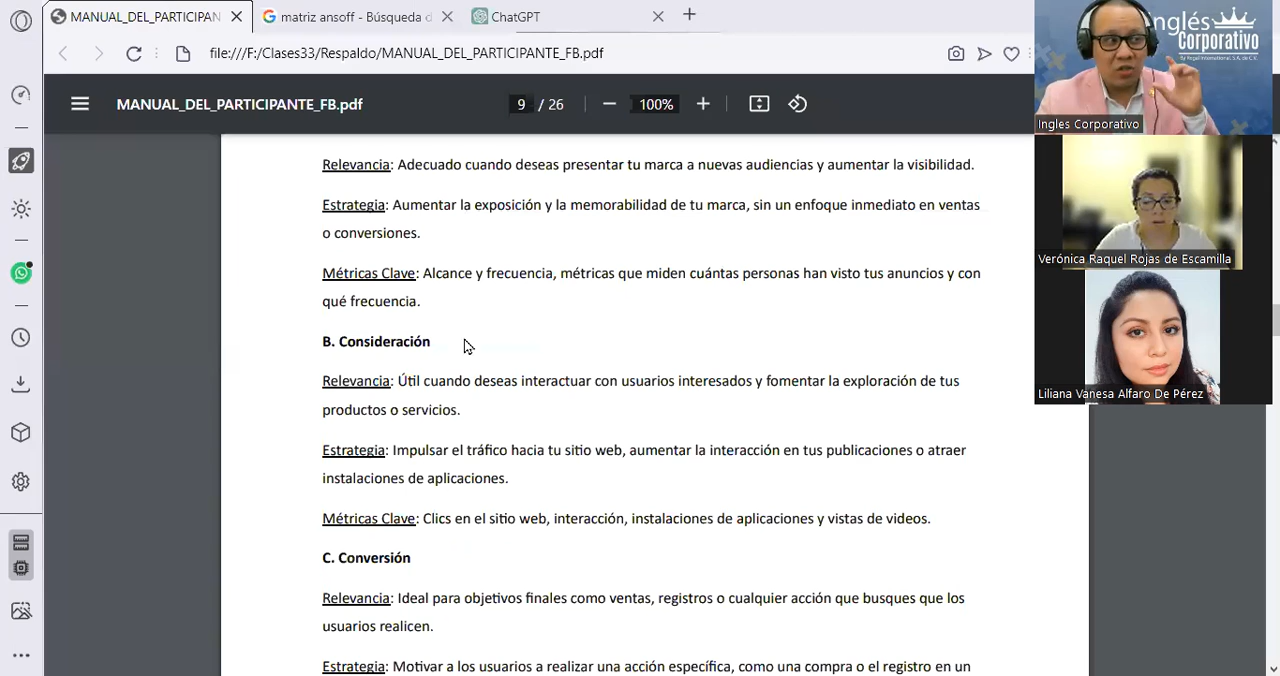 MANUAL_DEL_PARTICIPAN
matriz ansoff - Búsqueda d
ChatGPT
file:///F:/Clases33/Respaldo/MANUAL_DEL_PARTICIPANTE_FB.pdf
MANUAL_DEL_PARTICIPANTE_FB.pdf
9 / 26
100%
Relevancia: Adecuado cuando deseas presentar tu marca a nuevas audiencias y aumentar la visibilidad.
Estrategia: Aumentar la exposición y la memorabilidad de tu marca, sin un enfoque inmediato en ventas
o conversiones.
Métricas Clave: Alcance y frecuencia, métricas que miden cuántas personas han visto tus anuncios y con
qué frecuencia.
B. Consideración
Relevancia: Útil cuando deseas interactuar con usuarios interesados y fomentar la exploración de tus
productos o servicios.
Estrategia: Impulsar el tráfico hacia tu sitio web, aumentar la interacción en tus publicaciones o atraer
instalaciones de aplicaciones.
Métricas Clave: Clics en el sitio web, interacción, instalaciones de aplicaciones y vistas de videos.
C. Conversión
Relevancia: Ideal para objetivos finales como ventas, registros o cualquier acción que busques que los
usuarios realicen.
Estrategia: Motivar a los usuarios a realizar una acción específica, como una compra o el registro en un
Inglés
Corporativo
Ingles Corporativo
Verónica Raquel Rojas de Escamilla
Liliana Vanesa Alfaro De Pérez